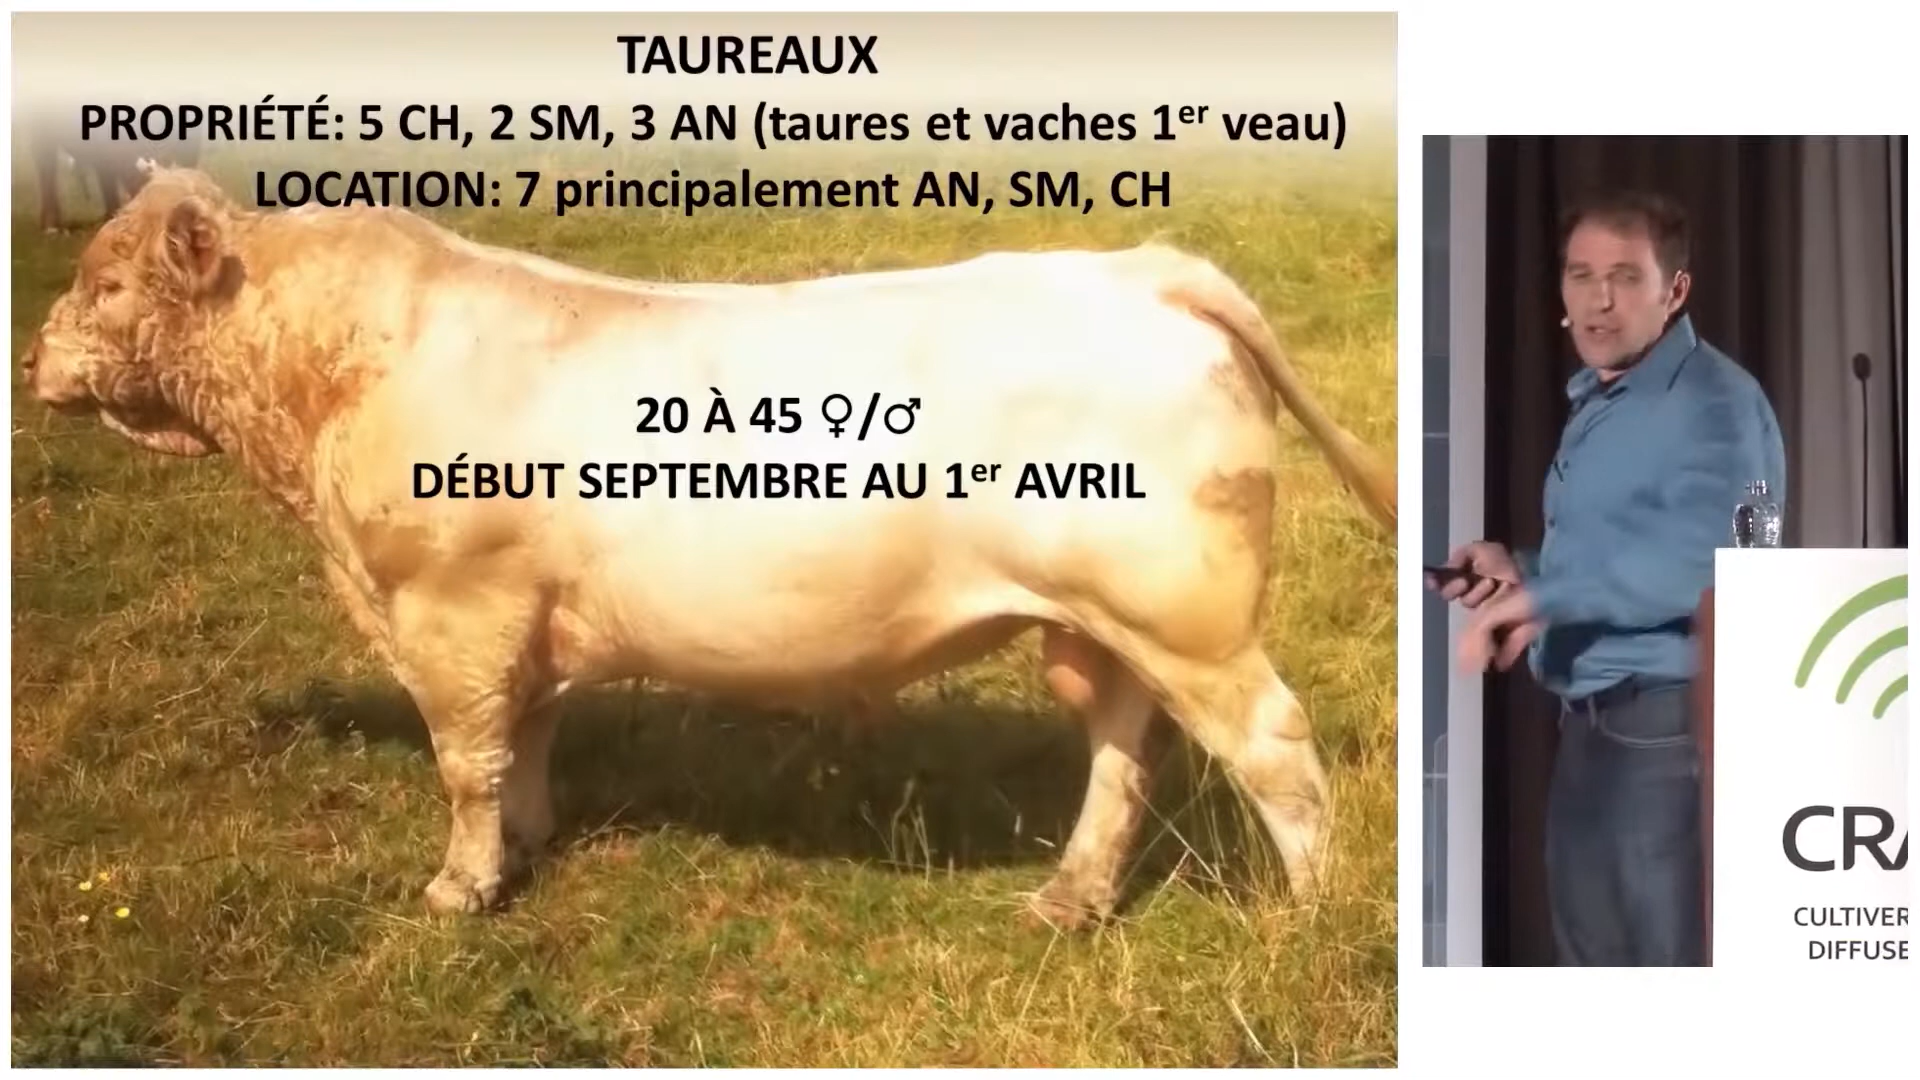 TAUREAUX
PROPRIÉTÉ: 5 CH, 2 SM, 3 AN (taures et vaches 1er veau)
LOCATION: 7 principalement AN, SM, CH
20 À 45 ♀/♂
DÉBUT SEPTEMBRE AU 1er AVRIL
CRA
CULTIVER
DIFFUSE